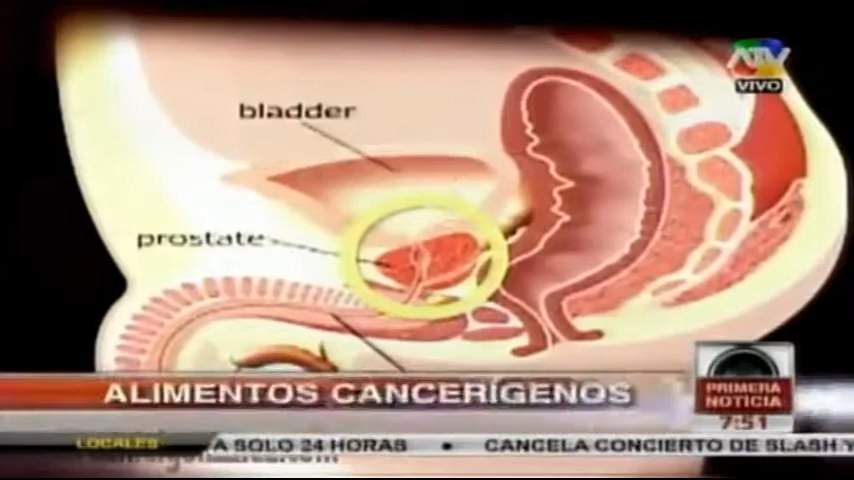 ATV
VIVO
bladder
prostate
ALIMENTOS CANCERÍGENOS
PRIMERA
NOTICIA
7:51
LOCALES
A SOLO 24 HORAS • CANCELA CONCIERTO DE SLASH Y